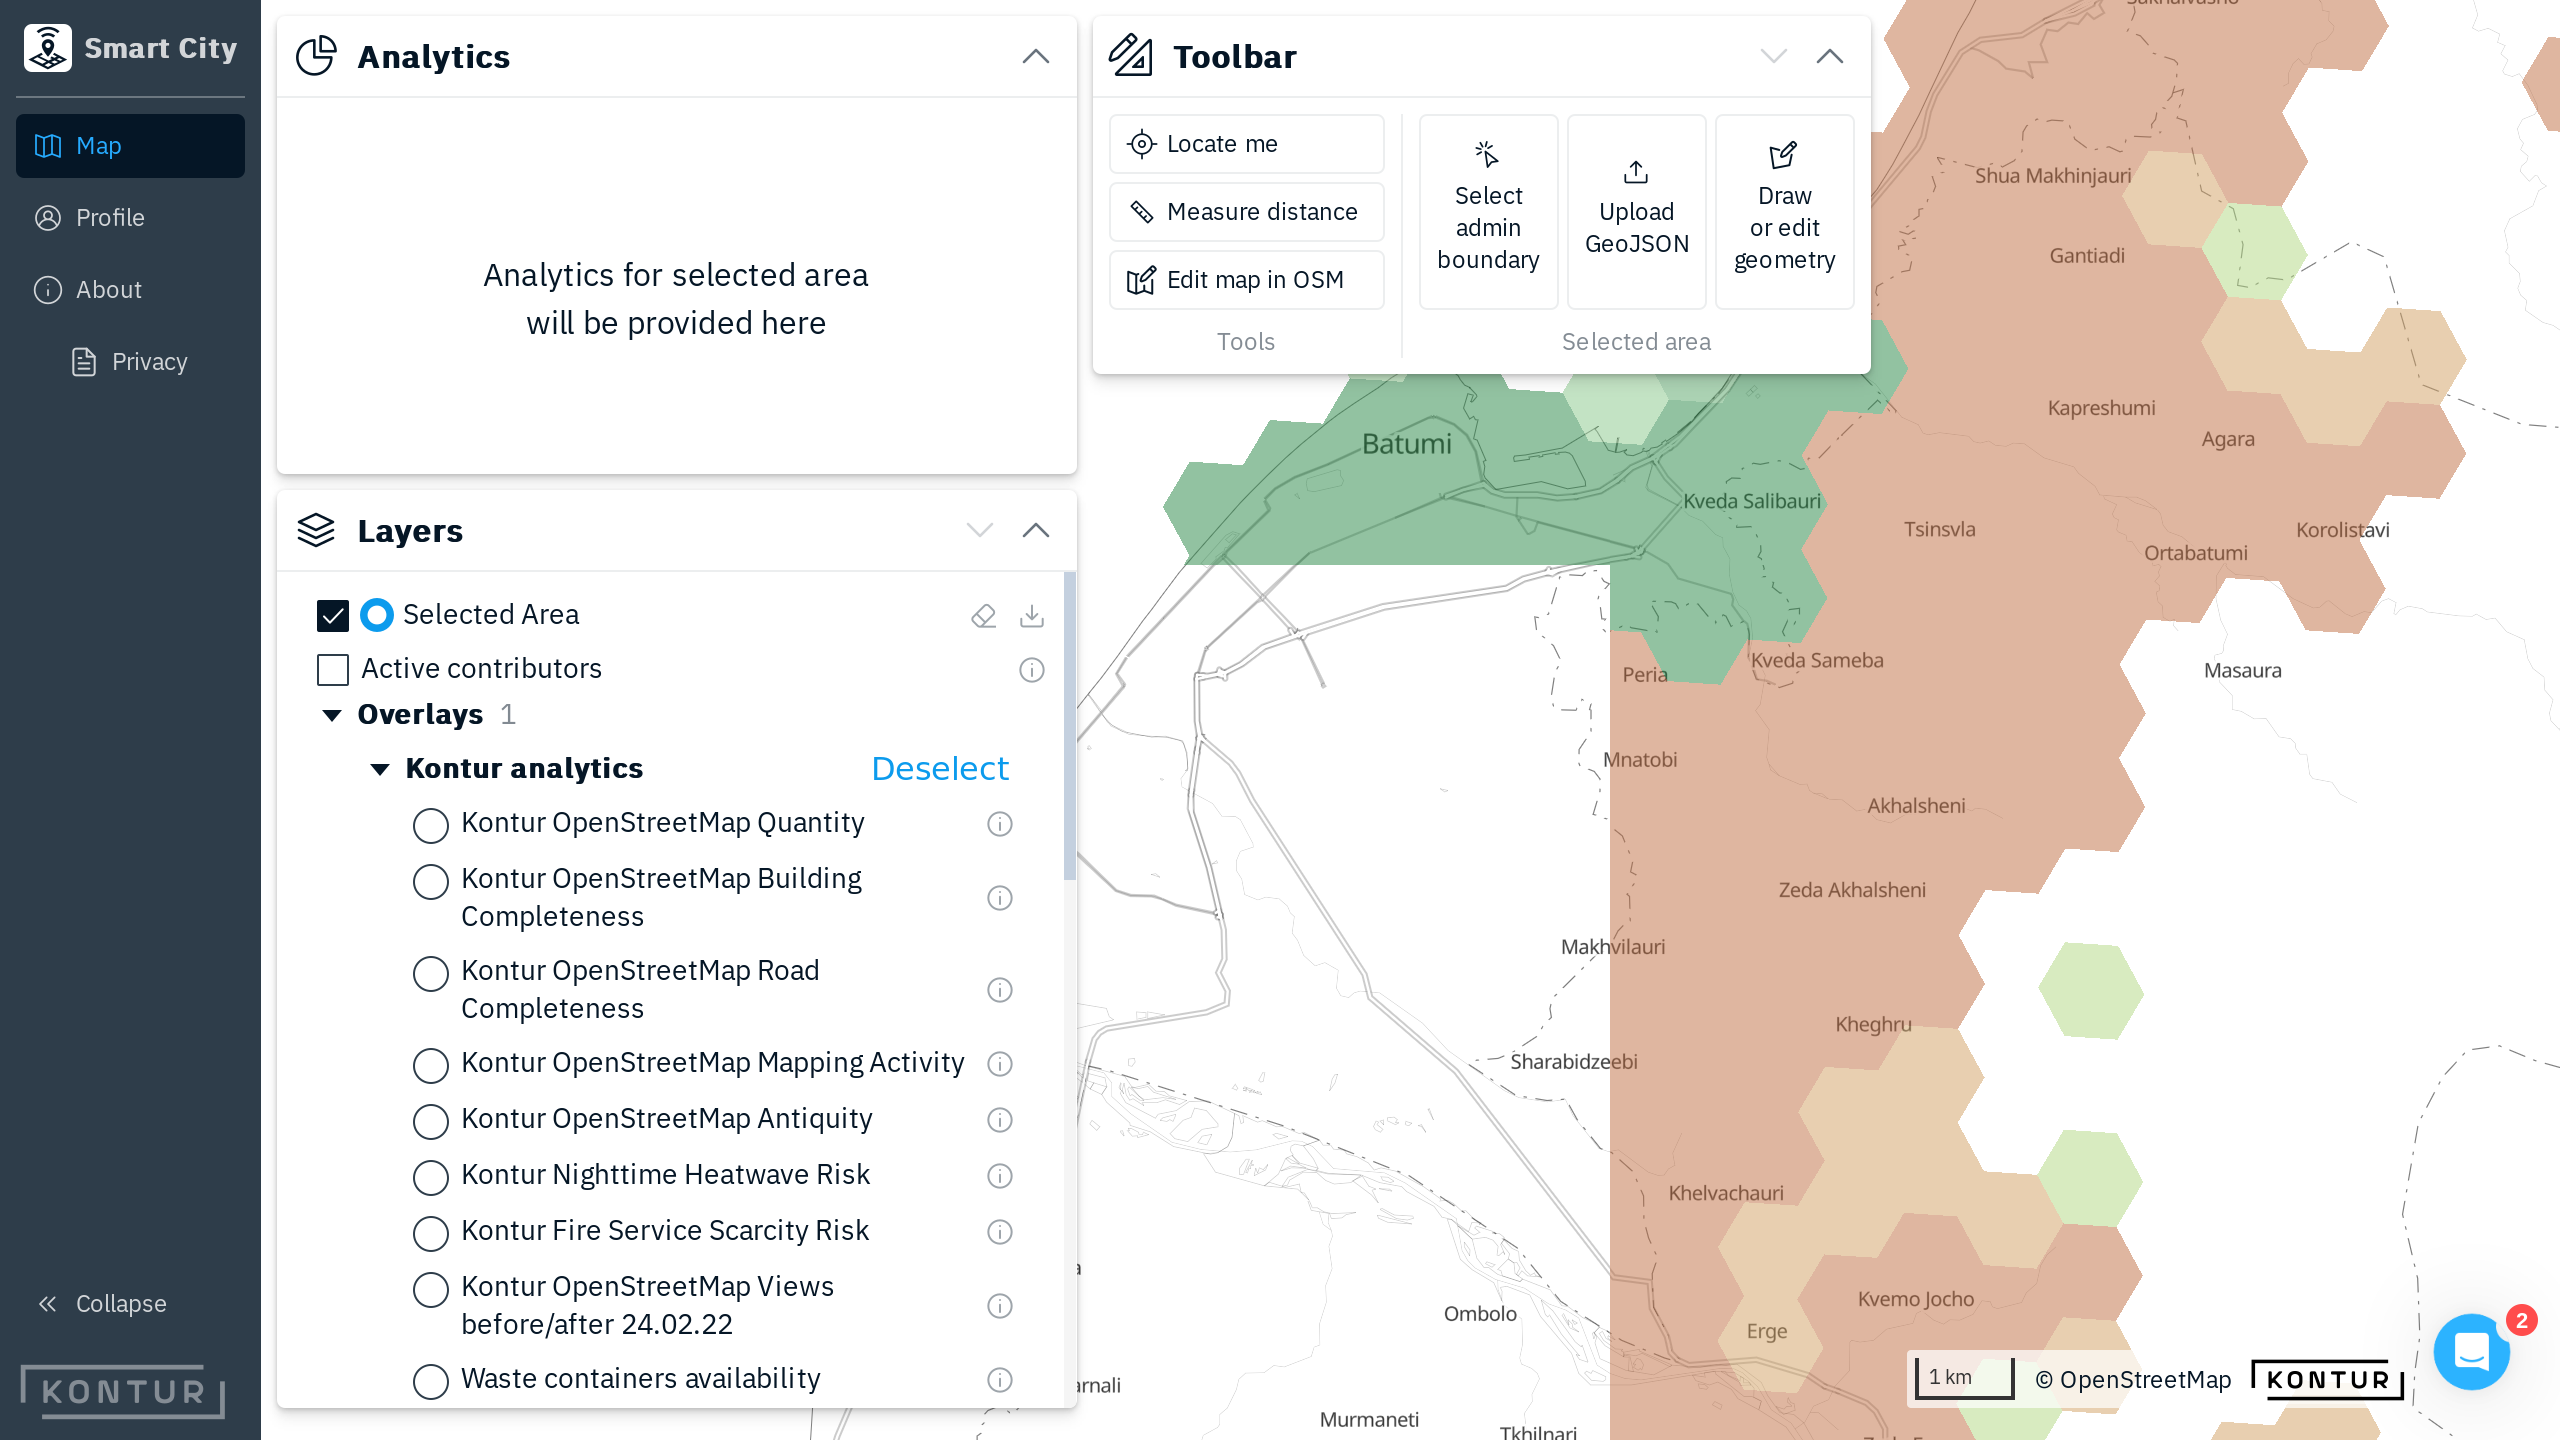 Smart City
Map
Profile
About
Privacy
Collapse
KONTUR
Analytics
Analytics for selected area
will be provided here
Layers
Selected Area
Active contributors
Overlays 1
Kontur analytics
Deselect
Kontur OpenStreetMap Quantity
Kontur OpenStreetMap Building
Completeness
Kontur OpenStreetMap Road
Completeness
Kontur OpenStreetMap Mapping Activity
Kontur OpenStreetMap Antiquity
Kontur Nighttime Heatwave Risk
Kontur Fire Service Scarcity Risk
Kontur OpenStreetMap Views
before/after 24.02.22
Waste containers availability
Toolbar
Locate me
Measure distance
Edit map in OSM
Tools
Select
admin
boundary
Upload
GeoJSON
Draw
or edit
geometry
Selected area
Shua Makhinjauri
Gantiadi
Kapreshumi
Agara
Batumi
Kveda Salibauri
Tsinsvla
Korolistavi
Ortabatumi
Peria
Kveda Sameba
Masaura
Mnatobi
Akhalsheni
Zeda Akhalsheni
Makhvilauri
Kheghru
Sharabidzeebi
Khelvachauri
Kvemo Jocho
Ombolo
Erge
Murmaneti
Tkhilnari
1 km
© OpenStreetMap
KONTUR
2